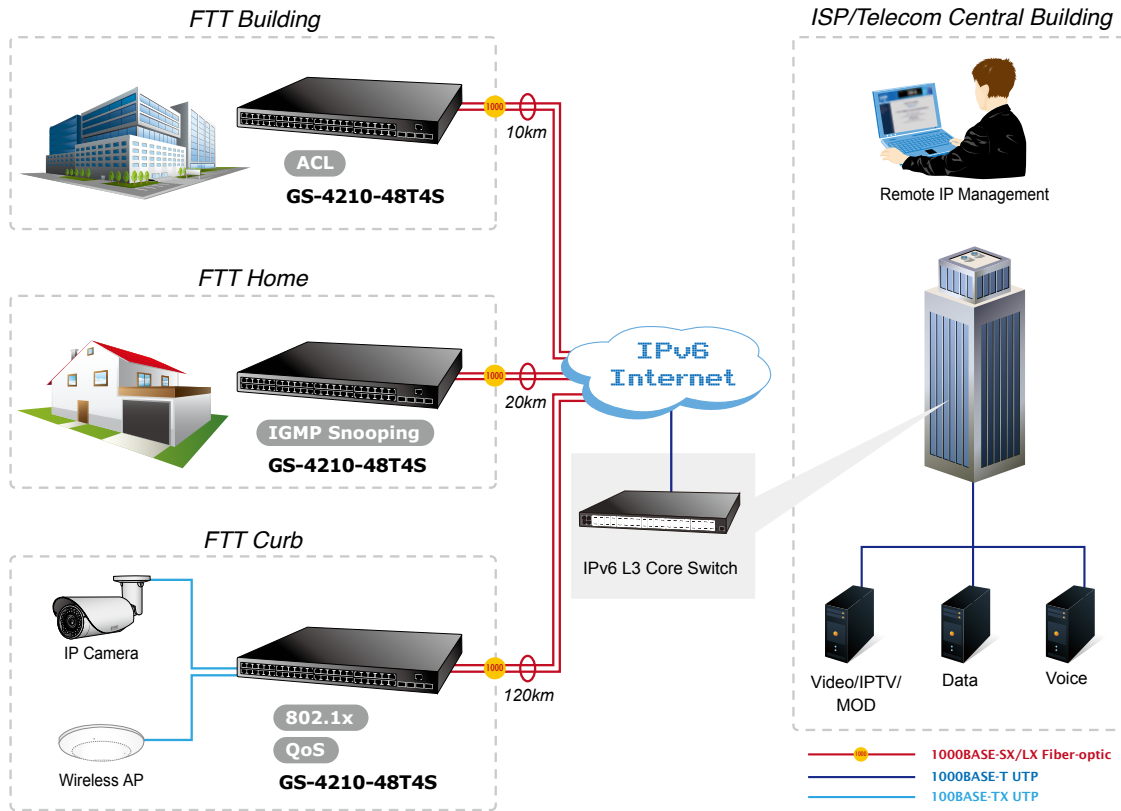 FTT Building
ACL
GS-4210-48T4S
1000
10km
FTT Home
IGMP Snooping
GS-4210-48T4S
1000
20km
FTT Curb
IP Camera
Wireless AP
802.1x
QoS
GS-4210-48T4S
1000
120km
IPv6
Internet
IPv6 L3 Core Switch
ISP/Telecom Central Building
Remote IP Management
Video/IPTV/
MOD
Data
Voice
1000 1000BASE-SX/LX Fiber-optic
1000BASE-T UTP
100BASE-TX UTP